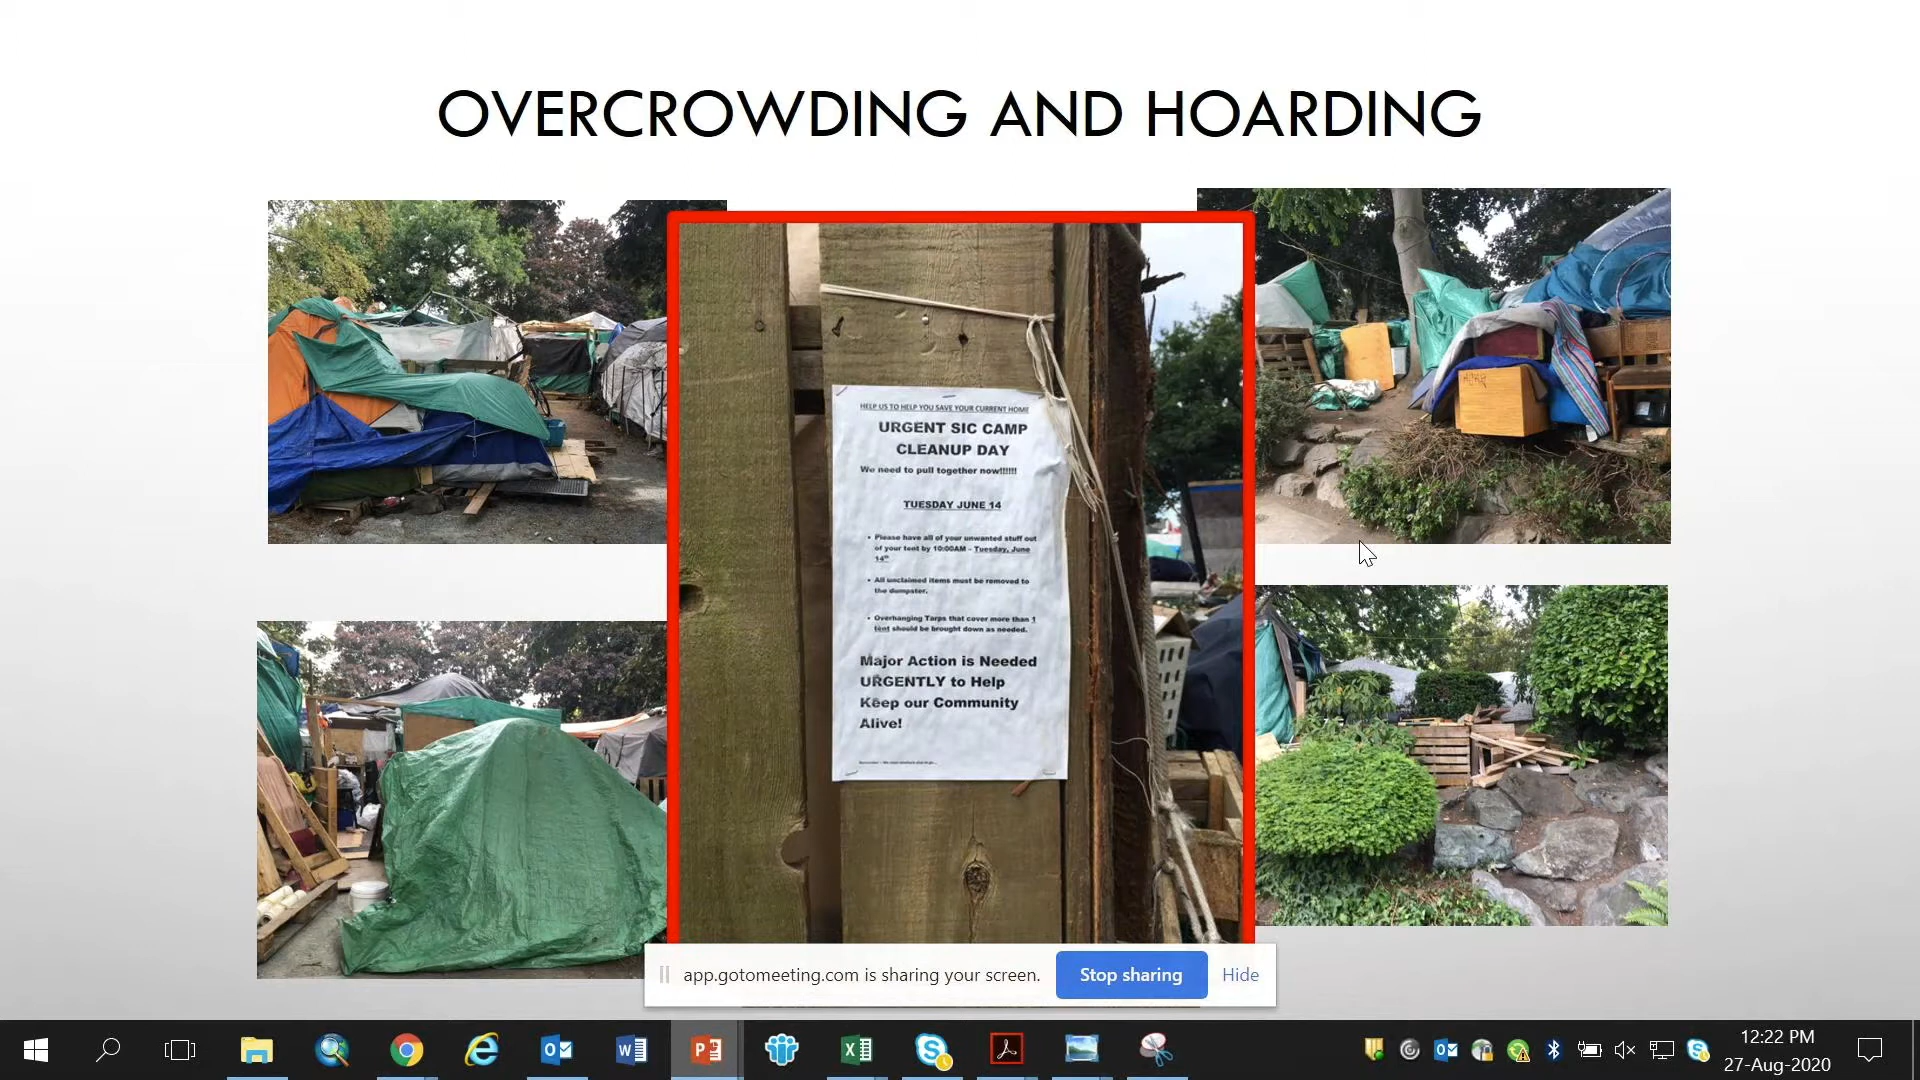 OVERCROWDING AND HOARDING
HELP US TO HELP YOU SAVE YOUR CURRENT HOME
URGENT SIC CAMP
CLEANUP DAY
We need to pull together now!!!!!!
TUESDAY JUNE 14
• Please have all of your unwanted stuff out
of your tent by 10:00AM – Tuesday, June
14th
• All unclaimed items must be removed to
the dumpster.
• Overhanging Tarps that cover more than 1
tent should be brought down as needed.
Major Action is Needed
URGENTLY to Help
Keep our Community
Alive!
app.gotomeeting.com is sharing your screen.
Stop sharing
Hide
12:22 PM
27-Aug-2020